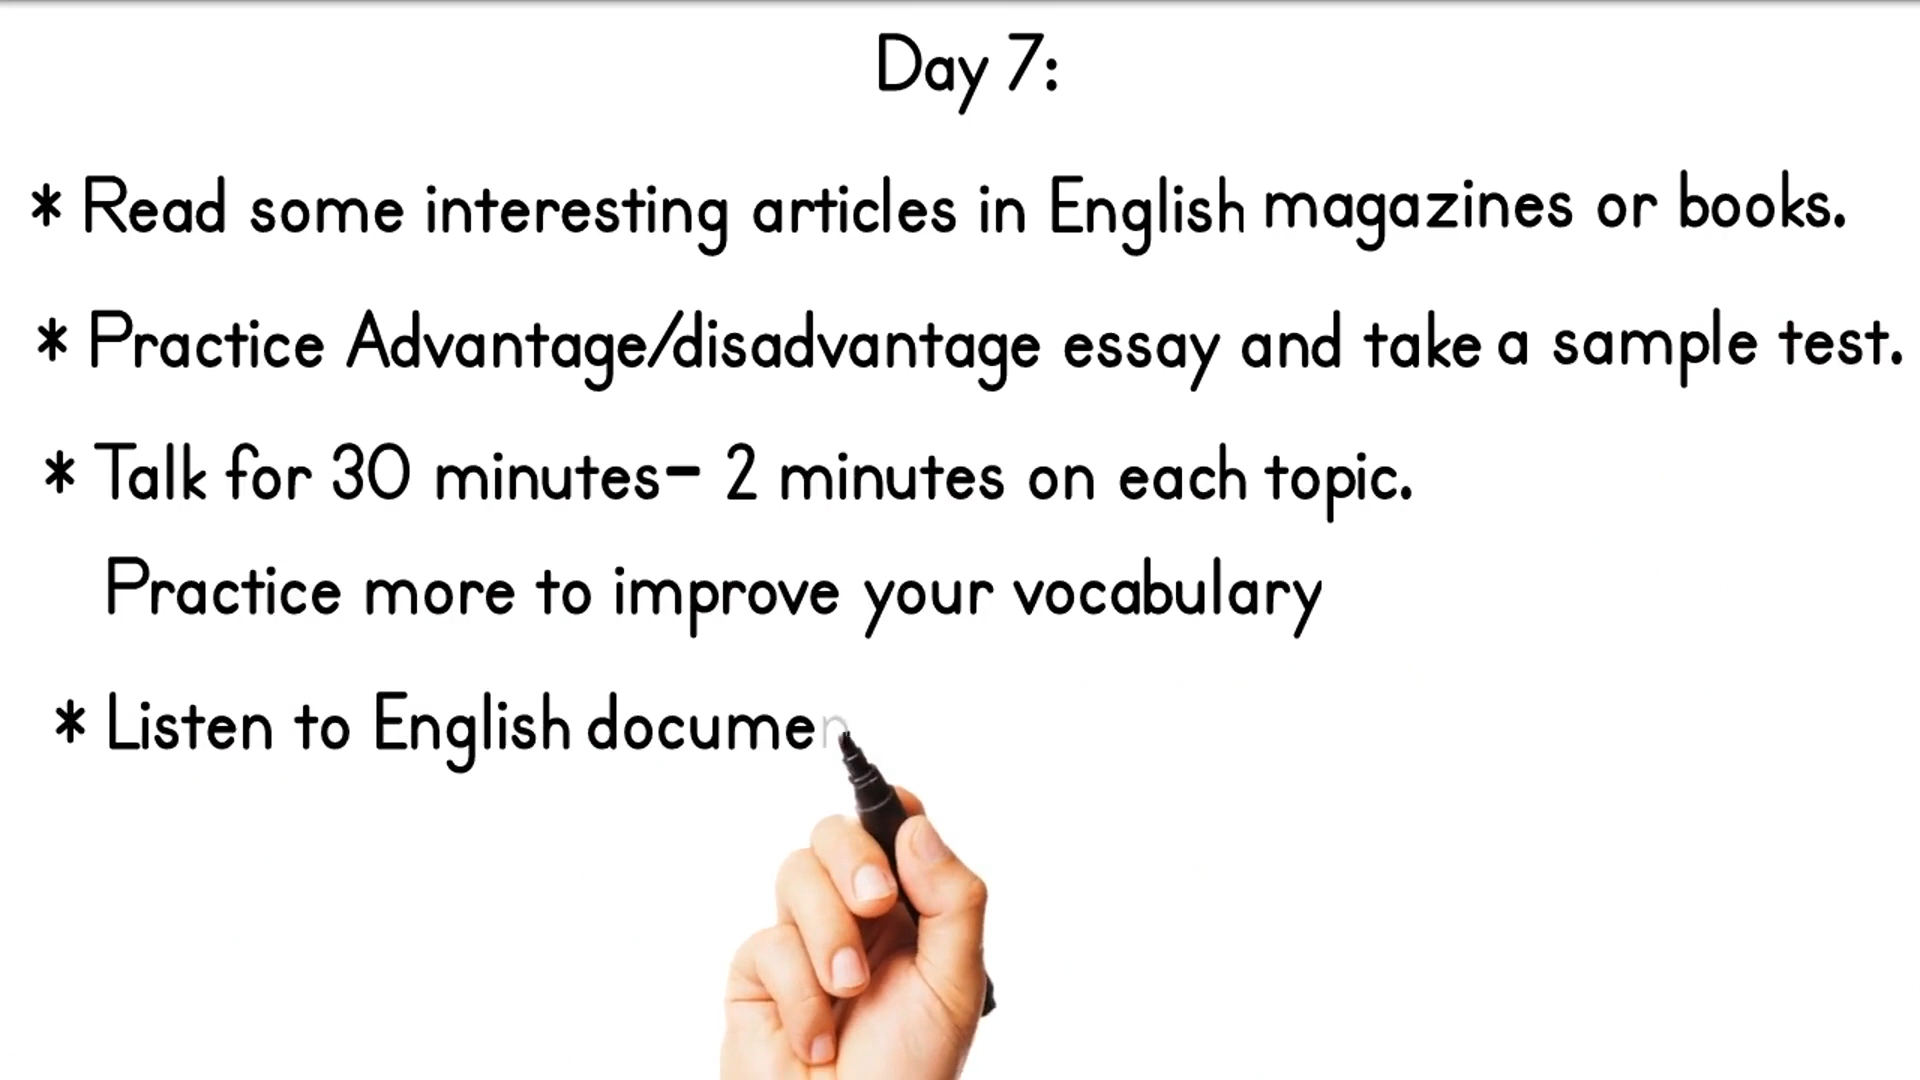 Day 7:
* Read some interesting articles in English magazines or books.
* Practice Advantage/disadvantage essay and take a sample test.
* Talk for 30 minutes- 2 minutes on each topic.
Practice more to improve your vocabulary
* Listen to English documen